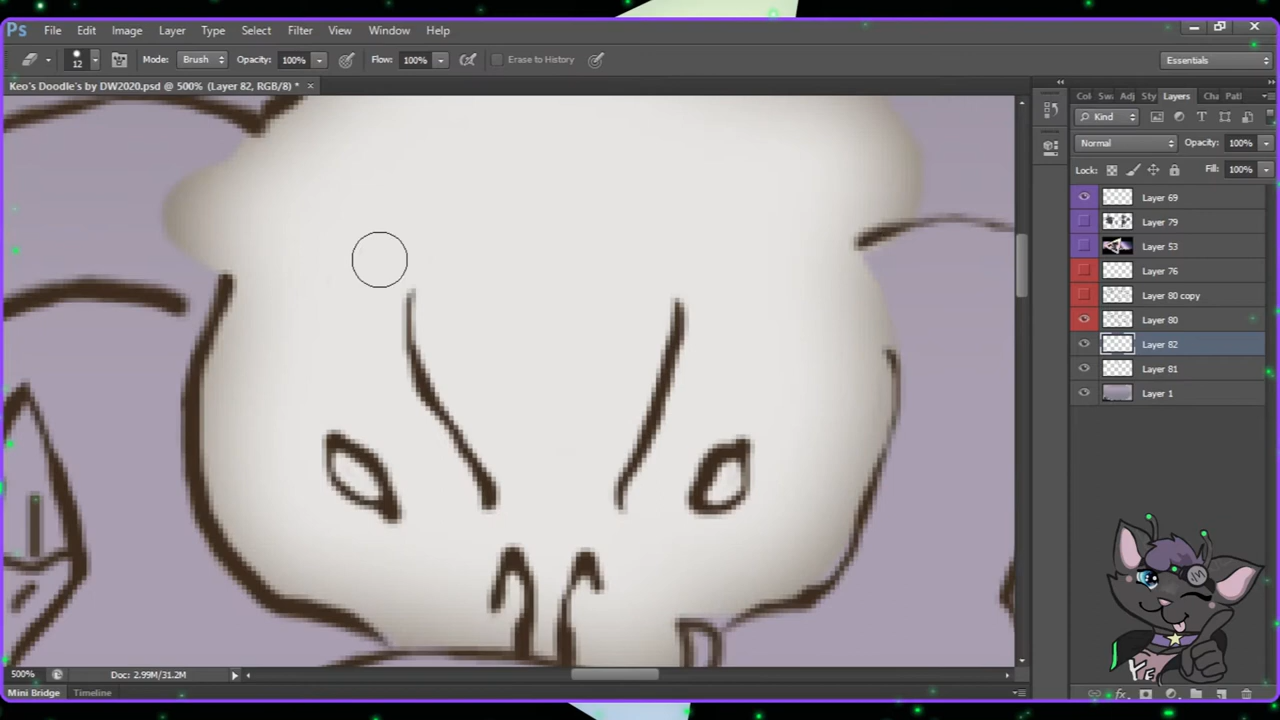 Ps File Edit Image Layer Type Select Filter View Window Help
12 Mode: Brush Opacity: 100% Flow: 100% Erase to History Essentials
Keo's Doodle's by DW2020.psd @ 500% (Layer 82, RGB/8) *
Col Sw Adj Sty Layers Cha Patl
Kind
Normal Opacity: 100%
Lock: Fill: 100%
Layer 69
Layer 79
Layer 53
Layer 76
Layer 80 copy
Layer 80
Layer 82
Layer 81
Layer 1
500% Doc: 2.99M/31.2M
Mini Bridge Timeline
fx